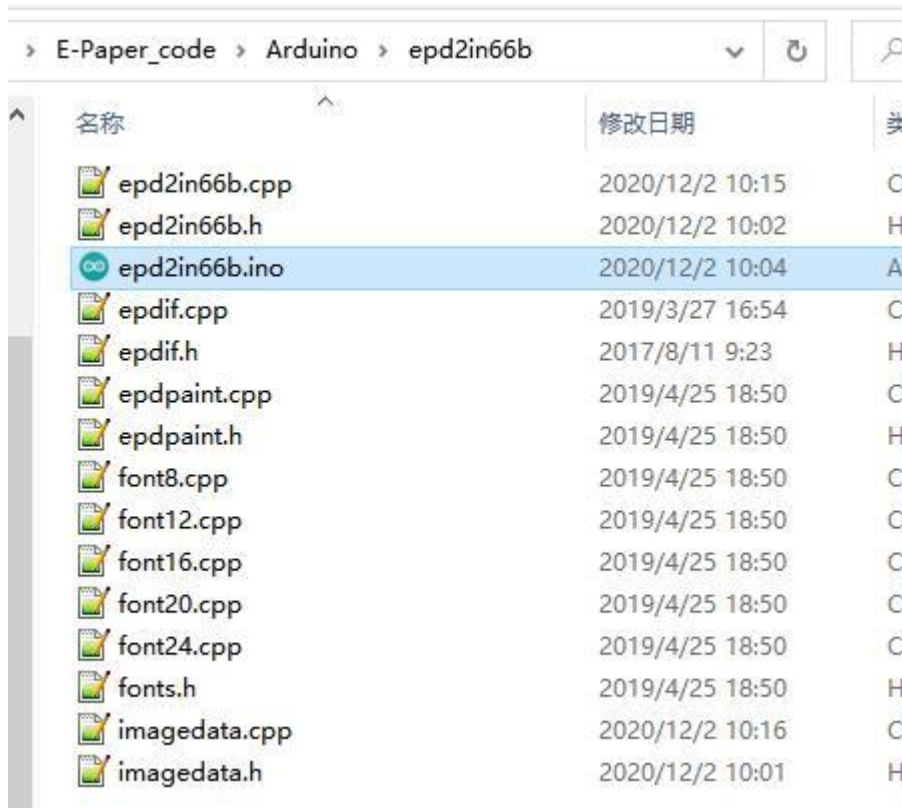 › E-Paper_code › Arduino › epd2in66b
名称 修改日期
epd2in66b.cpp 2020/12/2 10:15 C
epd2in66b.h 2020/12/2 10:02 H
epd2in66b.ino 2020/12/2 10:04 A
epdif.cpp 2019/3/27 16:54 C
epdif.h 2017/8/11 9:23 H
epdpaint.cpp 2019/4/25 18:50 C
epdpaint.h 2019/4/25 18:50 H
font8.cpp 2019/4/25 18:50 C
font12.cpp 2019/4/25 18:50 C
font16.cpp 2019/4/25 18:50 C
font20.cpp 2019/4/25 18:50 C
font24.cpp 2019/4/25 18:50 C
fonts.h 2019/4/25 18:50 H
imagedata.cpp 2020/12/2 10:16 C
imagedata.h 2020/12/2 10:01 H